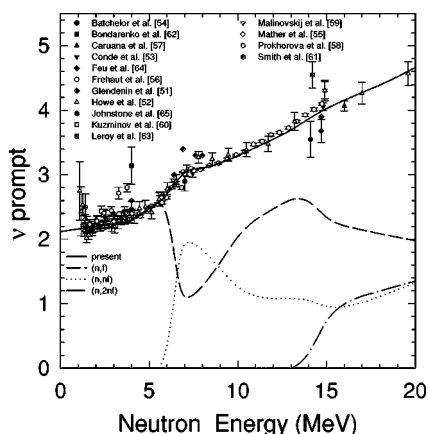 Batchelor et al. [54]
Bondarenko et al. [62]
Caruana et al. [57]
Conde et al. [53]
Feu et al. [64]
Frehaut et al. [56]
Glendenin et al. [51]
Howe et al. [52]
Johnstone et al. [65]
Kuzminov et al. [60]
Leroy et al. [63]
Malinovskij et al. [59]
Mather et al. [55]
Prokhorova et al. [58]
Smith et al. [61]
present
(n,f)
(n,nf)
(n,2nf)
ν prompt
5
4
3
2
1
0
0 5 10 15 20
Neutron Energy (MeV)